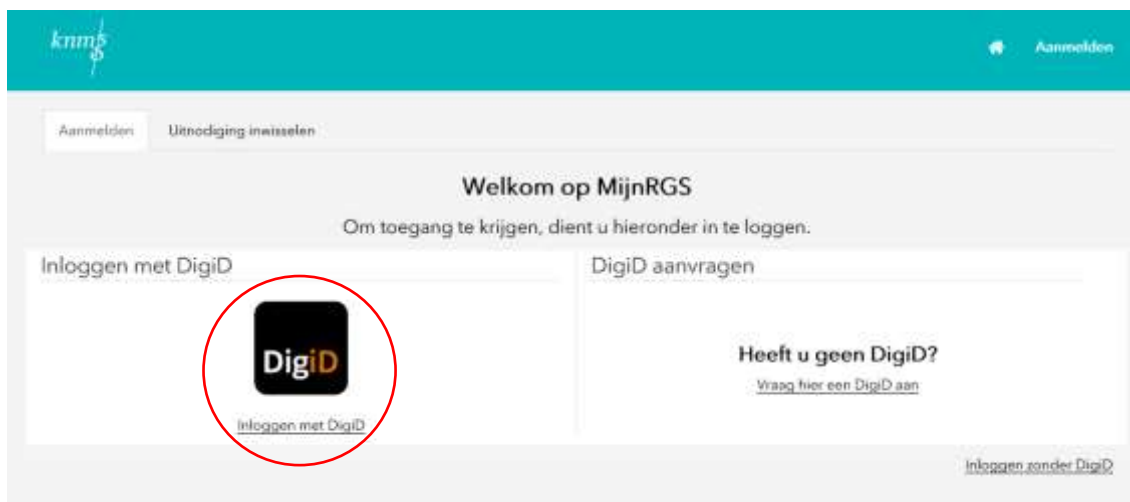 knmg
Aanmelden
Aanmelden
Uitnodiging inwisselen
Welkom op MijnRGS
Om toegang te krijgen, dient u hieronder in te loggen.
Inloggen met DigiD
DigiD
Inloggen met DigiD
DigiD aanvragen
Heeft u geen DigiD?
Vraag hier een DigiD aan
Inloggen zonder DigiD